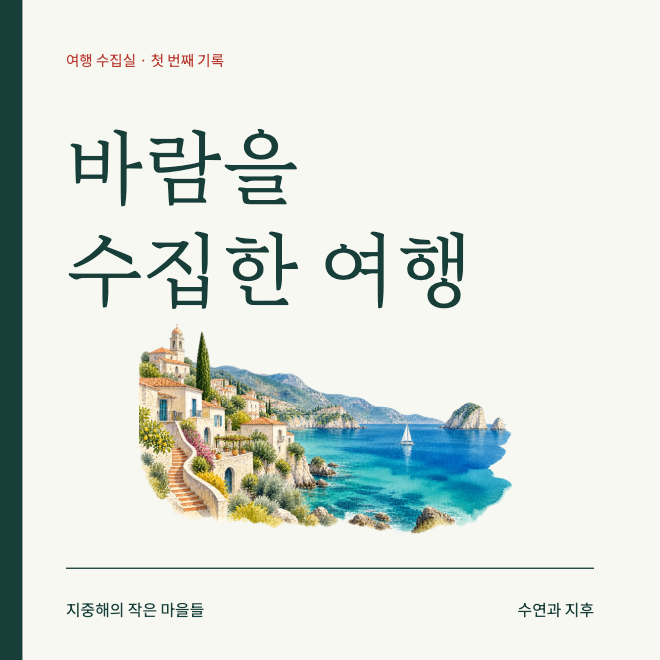 여행 수집실 · 첫 번째 기록
바람을
수집한 여행
지중해의 작은 마을들
수연과 지후